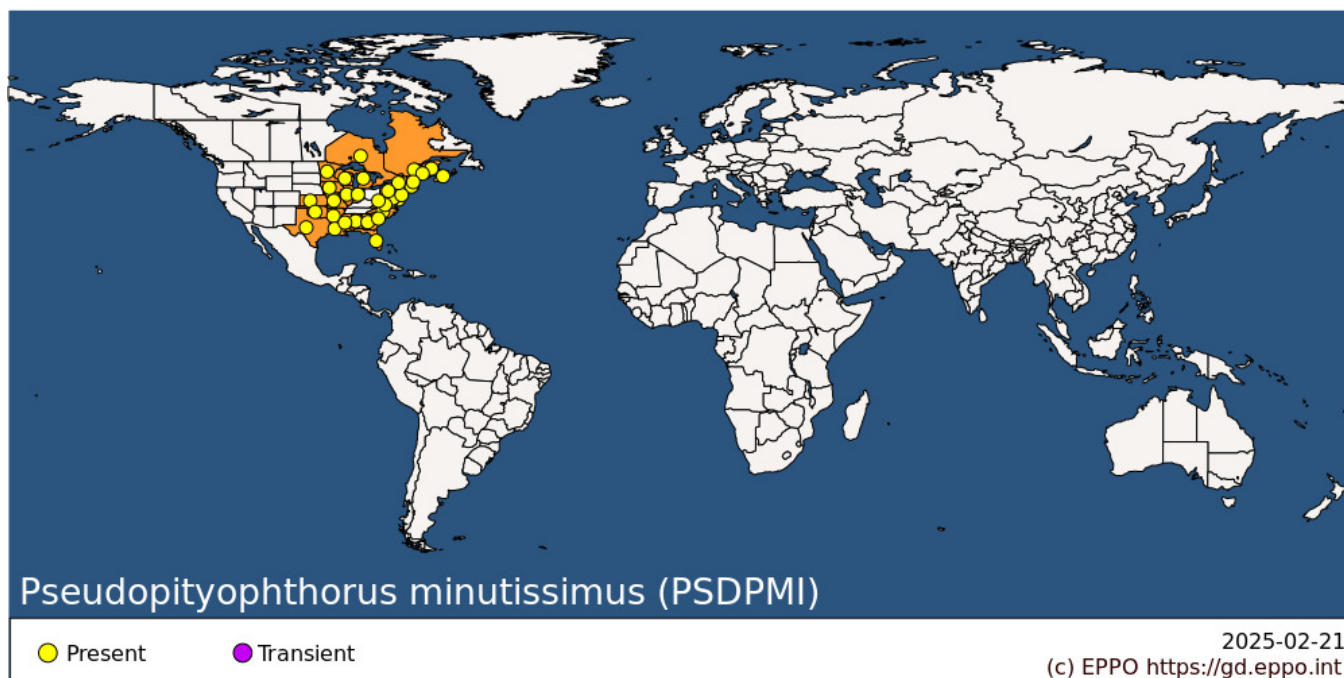 Pseudopityophthorus minutissimus (PSDPMI)
Present
Transient
2025-02-21
(c) EPPO https://gd.eppo.int